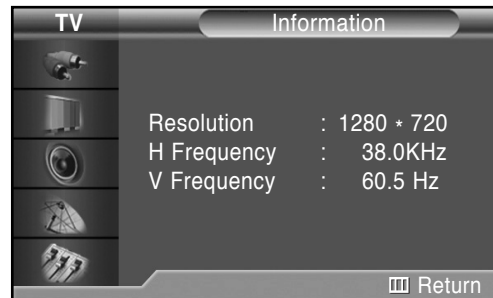 TV
Information
Resolution : 1280 * 720
H Frequency : 38.0KHz
V Frequency : 60.5 Hz
Return